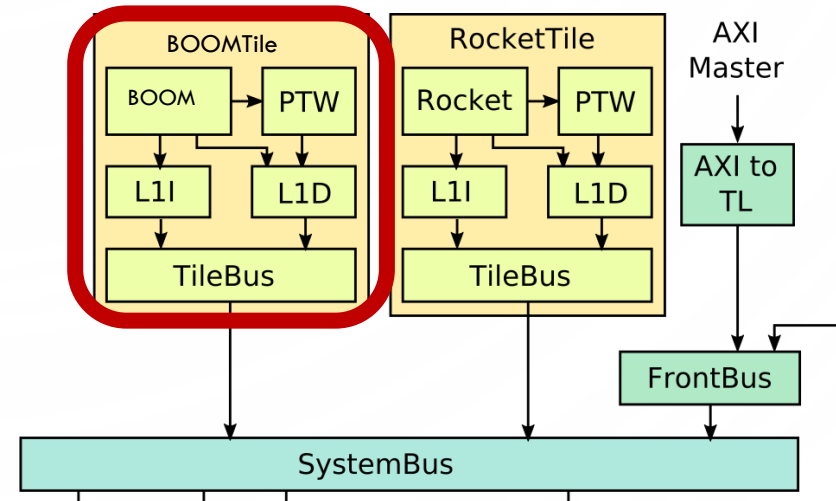 BOOMTile
BOOM
PTW
L1I
L1D
TileBus
RocketTile
Rocket
PTW
L1I
L1D
TileBus
AXI
Master
AXI to
TL
FrontBus
SystemBus